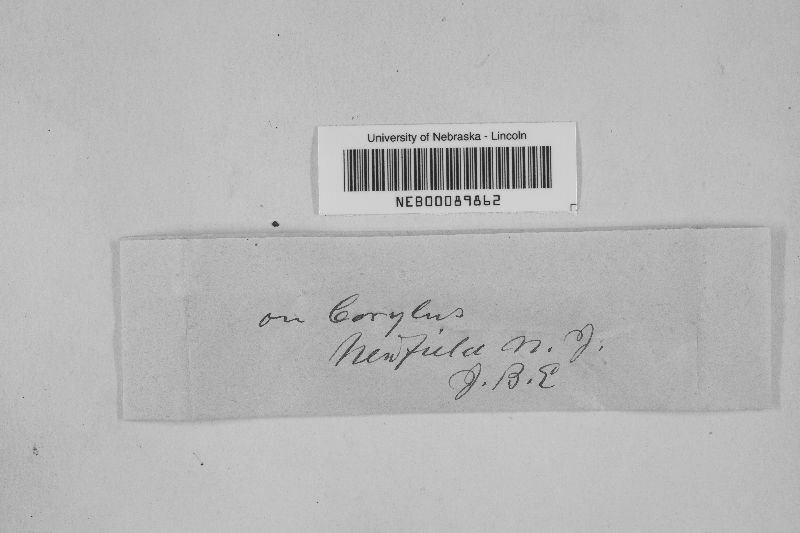 University of Nebraska - Lincoln
NEB00089862
on Corylus
Newfield N. J.
J. B. E